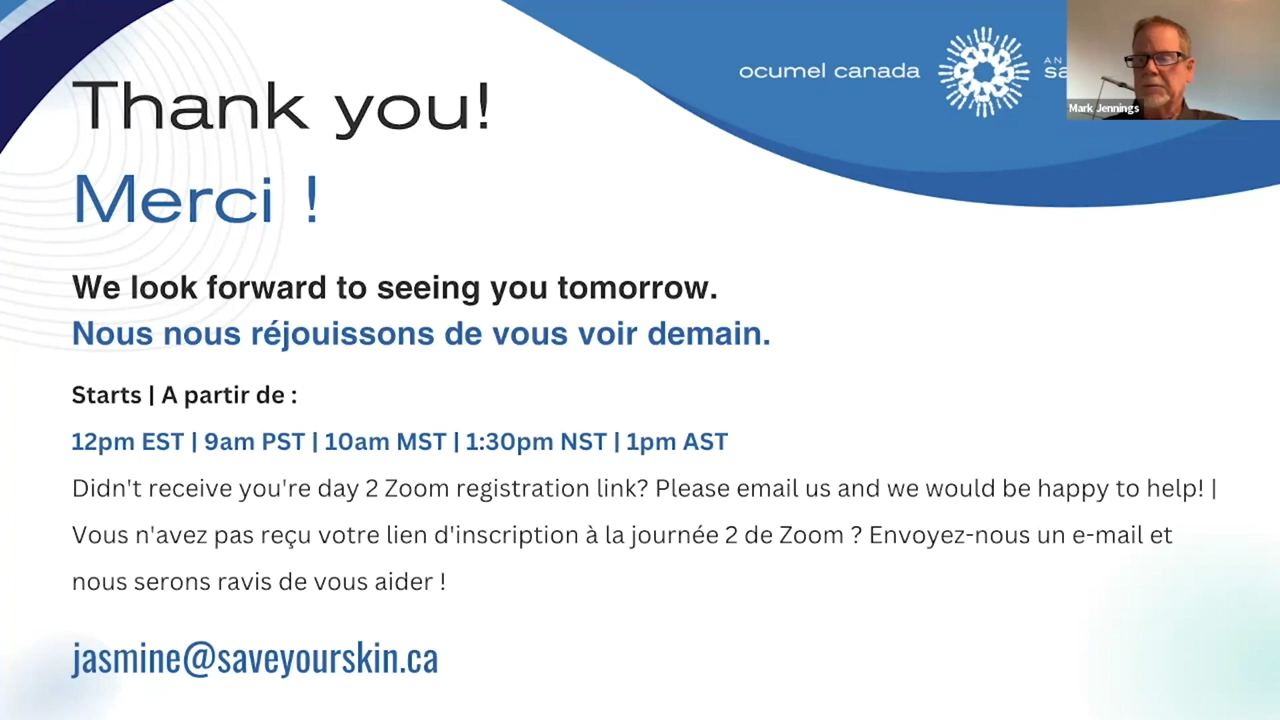 Thank you!
Merci !
ocumel canada
AN
sa
Mark Jennings
We look forward to seeing you tomorrow.
Nous nous réjouissons de vous voir demain.
Starts | A partir de :
12pm EST | 9am PST | 10am MST | 1:30pm NST | 1pm AST
Didn't receive you're day 2 Zoom registration link? Please email us and we would be happy to help! |
Vous n'avez pas reçu votre lien d'inscription à la journée 2 de Zoom ? Envoyez-nous un e-mail et
nous serons ravis de vous aider !
jasmine@saveyourskin.ca